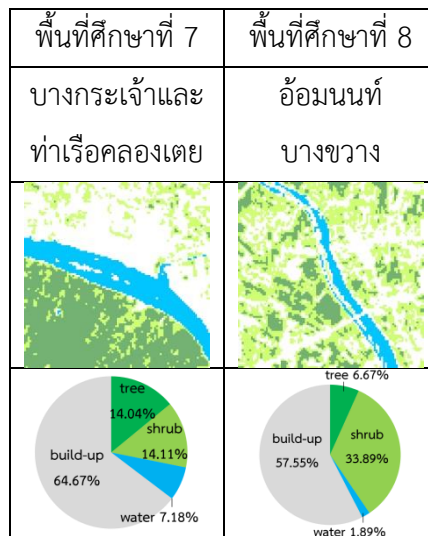 พื้นที่ศึกษาที่ 7
พื้นที่ศึกษาที่ 8
บางกระเจ้าและ
ท่าเรือคลองเตย
อ้อมนนท์
บางขวาง
tree
14.04%
shrub
14.11%
build-up
64.67%
water 7.18%
tree 6.67%
build-up
57.55%
shrub
33.89%
water 1.89%